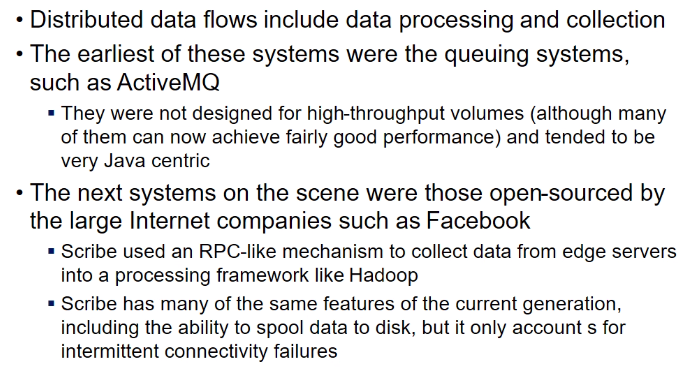 • Distributed data flows include data processing and collection
• The earliest of these systems were the queuing systems,
such as ActiveMQ
▪ They were not designed for high-throughput volumes (although many
of them can now achieve fairly good performance) and tended to be
very Java centric
• The next systems on the scene were those open-sourced by
the large Internet companies such as Facebook
▪ Scribe used an RPC-like mechanism to collect data from edge servers
into a processing framework like Hadoop
▪ Scribe has many of the same features of the current generation,
including the ability to spool data to disk, but it only account s for
intermittent connectivity failures